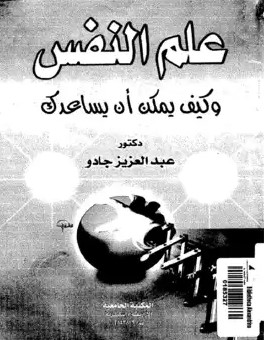 علم النفس
وكيف يمكن أن يساعدك
دكتور
عبد العزيز جادو
المكتبة الجامعية